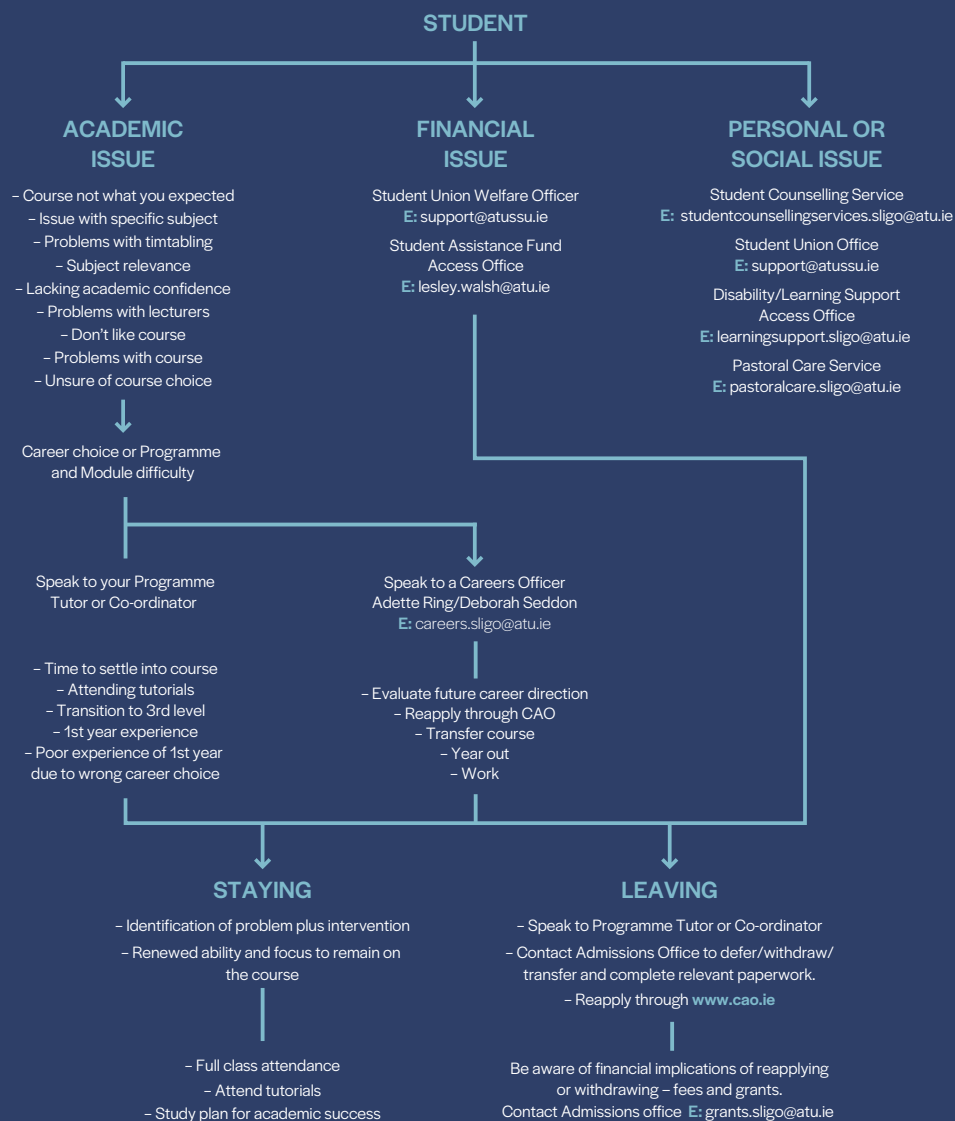 STUDENT
ACADEMIC
ISSUE
– Course not what you expected
– Issue with specific subject
– Problems with timtabling
– Subject relevance
– Lacking academic confidence
– Problems with lecturers
– Don't like course
– Problems with course
– Unsure of course choice
Career choice or Programme
and Module difficulty
FINANCIAL
ISSUE
Student Union Welfare Officer
E: support@atussu.ie
Student Assistance Fund
Access Office
E: lesley.walsh@atu.ie
PERSONAL OR
SOCIAL ISSUE
Student Counselling Service
E: studentcounsellingservices.sligo@atu.ie
Student Union Office
E: support@atussu.ie
Disability/Learning Support
Access Office
E: learningsupport.sligo@atu.ie
Pastoral Care Service
E: pastoralcare.sligo@atu.ie
Speak to your Programme
Tutor or Co-ordinator
– Time to settle into course
– Attending tutorials
– Transition to 3rd level
– 1st year experience
– Poor experience of 1st year
due to wrong career choice
Speak to a Careers Officer
Adette Ring/Deborah Seddon
E: careers.sligo@atu.ie
– Evaluate future career direction
– Reapply through CAO
– Transfer course
– Year out
– Work
STAYING
– Identification of problem plus intervention
– Renewed ability and focus to remain on
the course
– Full class attendance
– Attend tutorials
– Study plan for academic success
LEAVING
– Speak to Programme Tutor or Co-ordinator
– Contact Admissions Office to defer/withdraw/
transfer and complete relevant paperwork.
– Reapply through www.cao.ie
Be aware of financial implications of reapplying
or withdrawing – fees and grants.
Contact Admissions office E: grants.sligo@atu.ie